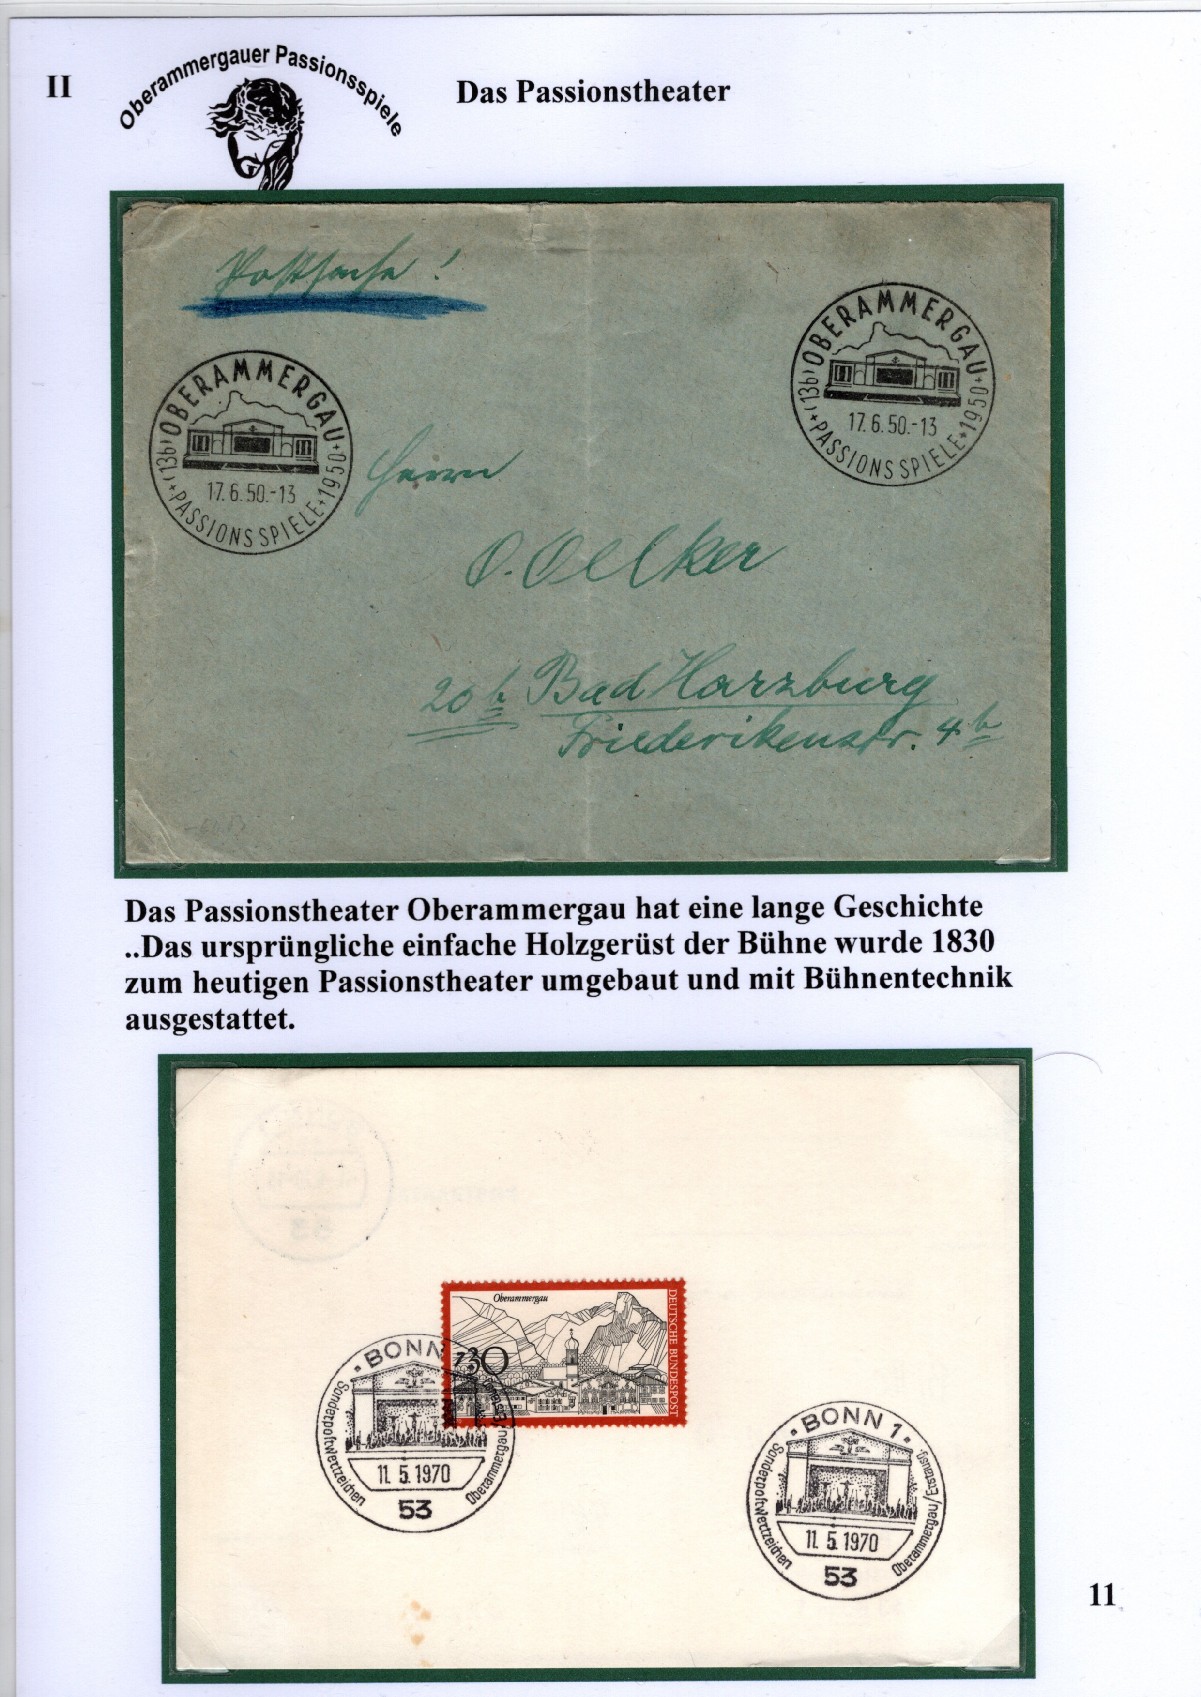 II
Oberammergauer Passionsspiele
Das Passionstheater
Postsache!
(13b) OBERAMMERGAU
17.6.50.-13
+PASSIONSSPIELE+1950+
(13b) OBERAMMERGAU
17.6.50.-13
+PASSIONSSPIELE+1950+
Herrn
O. Oelker
20b Bad Harzburg
Friederikenstr. 4b
Das Passionstheater Oberammergau hat eine lange Geschichte
..Das ursprüngliche einfache Holzgerüst der Bühne wurde 1830
zum heutigen Passionstheater umgebaut und mit Bühnentechnik
ausgestattet.
Oberammergau
30
DEUTSCHE BUNDESPOST
• BONN 1 •
Sonderpostwertzeichen
Oberammergau/Erstausg.
11.5.1970
53
• BONN 1 •
Sonderpostwertzeichen
Oberammergau/Erstausg.
11.5.1970
53
11